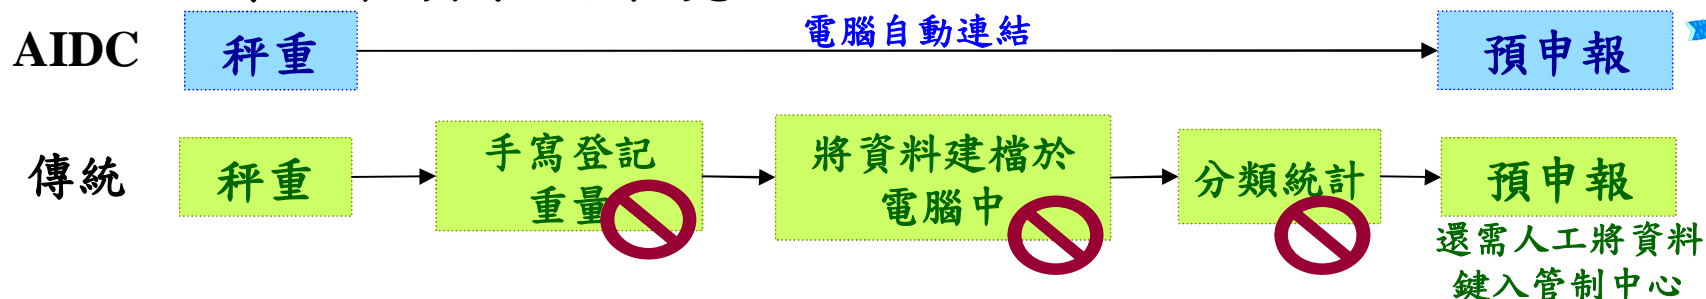 電腦自動連結
AIDC
秤重
預申報
傳統
秤重
手寫登記
重量
將資料建檔於
電腦中
分類統計
預申報
還需人工將資料
鍵入管制中心